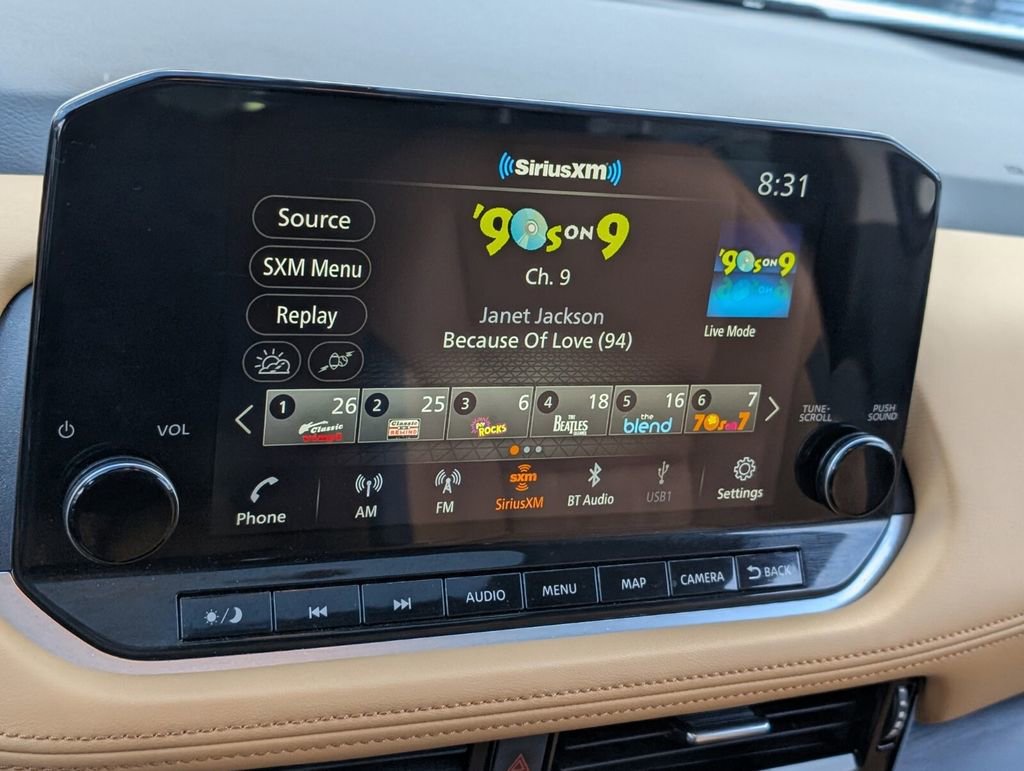 SiriusXM
8:31
Source
'90s ON 9
SXM Menu
Ch. 9
'90s ON 9
Replay
Janet Jackson
Because Of Love (94)
Live Mode
1 26 2 25 3 6 4 18 5 16 6 7
Classic
Classic REWIND
POP ROCKS
THE BEATLES
the blend
70s on 7
TUNE·SCROLL
PUSH SOUND
VOL
Phone
AM
FM
sxm
SiriusXM
BT Audio
USB1
Settings
AUDIO
MENU
MAP
CAMERA
BACK